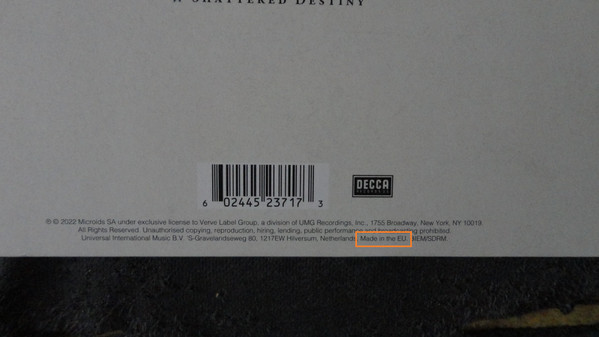 A SHATTERED DESTINY
DECCA
RECORDS
6 02445 23717 3
℗ © 2022 Microids SA under exclusive license to Verve Label Group, a division of UMG Recordings, Inc., 1755 Broadway, New York, NY 10019.
All Rights Reserved. Unauthorised copying, reproduction, hiring, lending, public performance and broadcasting prohibited.
Universal International Music B.V. 'S-Gravelandseweg 80, 1217EW Hilversum, Netherlands. Made in the EU. BIEM/SDRM.